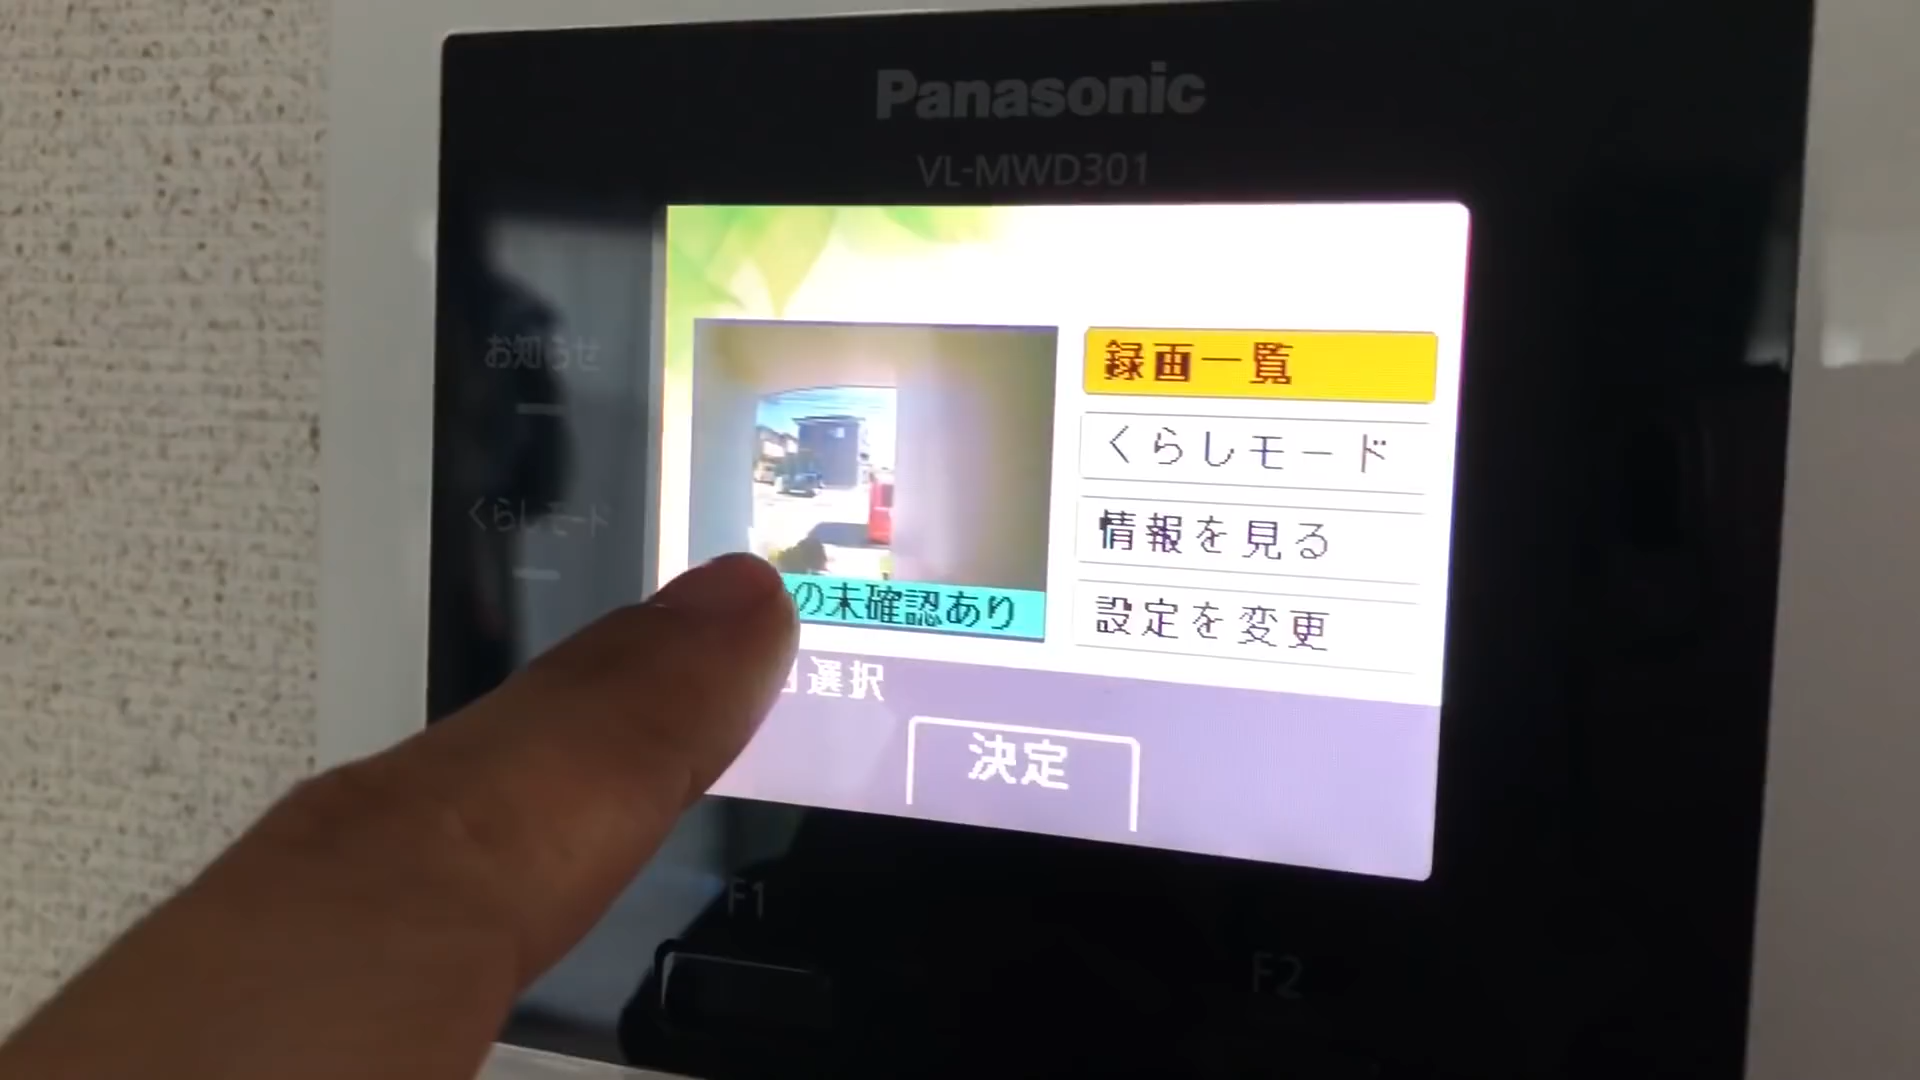 Panasonic
VL-MWD301
お知らせ
くらしモード
録画一覧
くらしモード
情報を見る
設定を変更
の未確認あり
選択
決定
F1
F2